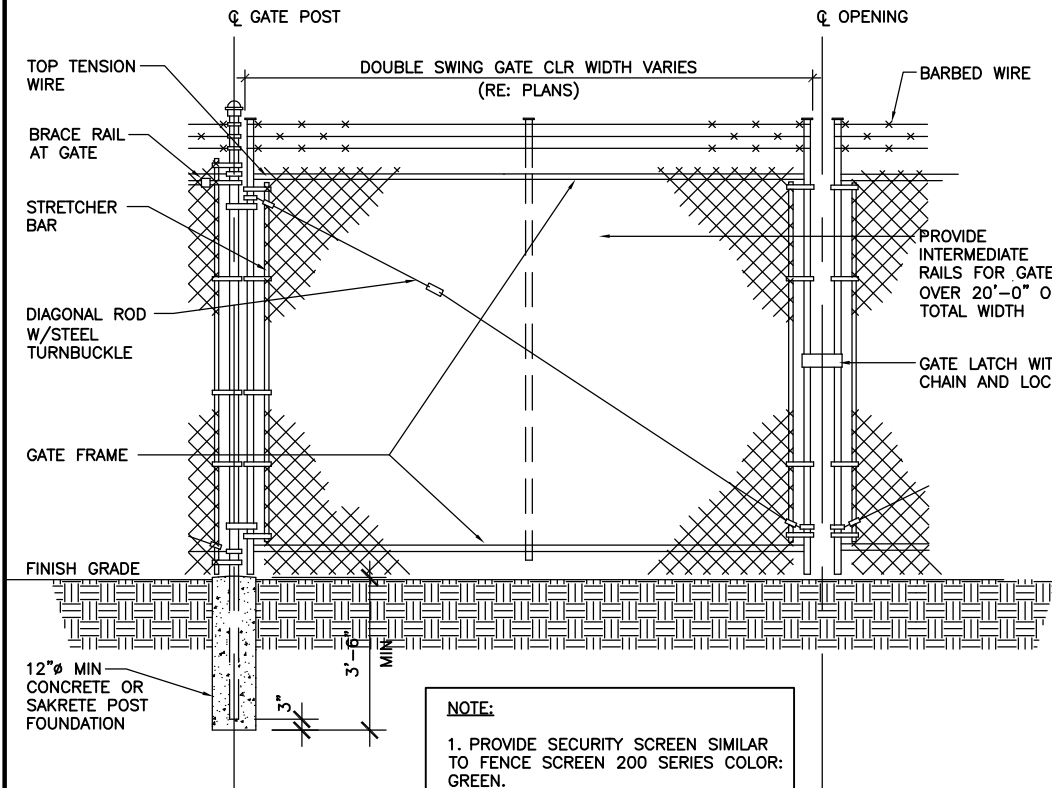 ℄ GATE POST
℄ OPENING
TOP TENSION
WIRE
DOUBLE SWING GATE CLR WIDTH VARIES
(RE: PLANS)
BARBED WIRE
BRACE RAIL
AT GATE
STRETCHER
BAR
PROVIDE
INTERMEDIATE
RAILS FOR GATE
OVER 20'-0" O
TOTAL WIDTH
DIAGONAL ROD
W/STEEL
TURNBUCKLE
GATE LATCH WIT
CHAIN AND LOC
GATE FRAME
FINISH GRADE
12"ø MIN
CONCRETE OR
SAKRETE POST
FOUNDATION
3"
3'-6"
MIN
NOTE:
1. PROVIDE SECURITY SCREEN SIMILAR
TO FENCE SCREEN 200 SERIES COLOR:
GREEN.